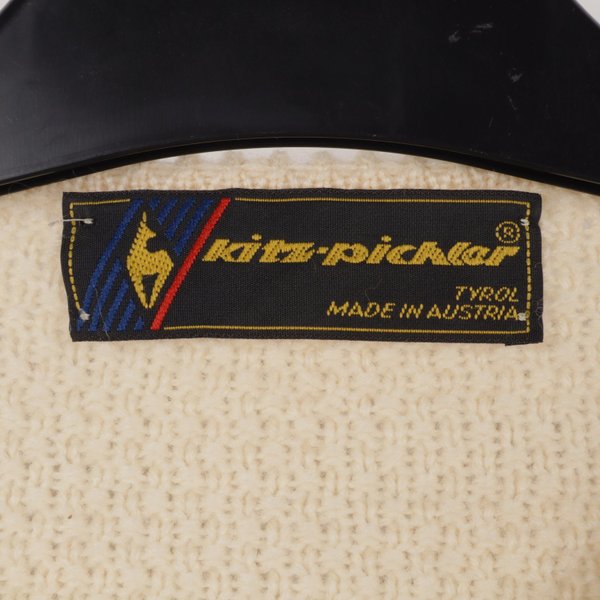 kitz-pichler®
TYROL
MADE IN AUSTRIA